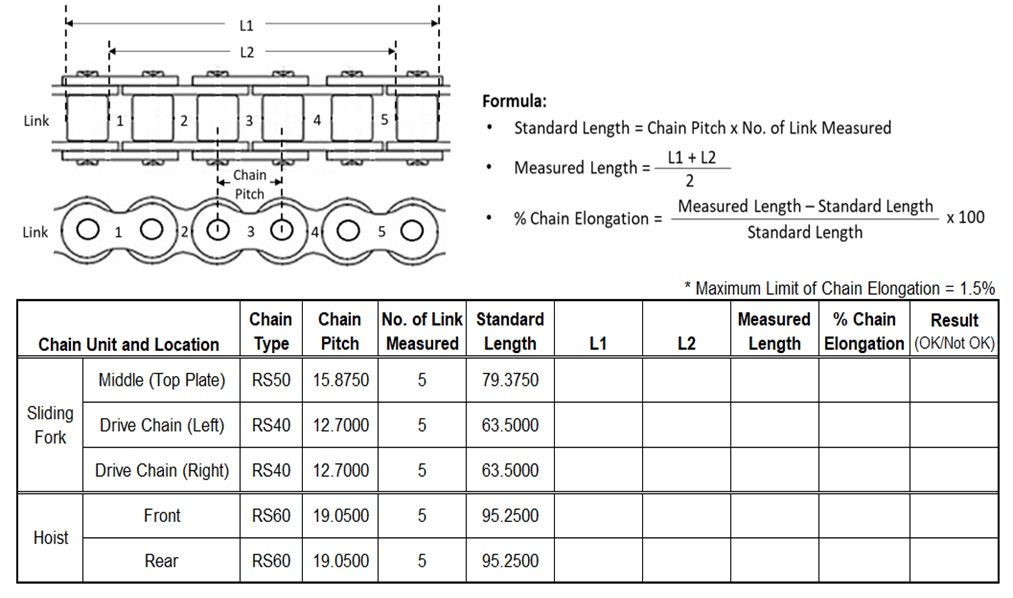 L1
L2
Link 1 2 3 4 5
Chain
Pitch
Link 1 2 3 4 5
Formula:
• Standard Length = Chain Pitch x No. of Link Measured
• Measured Length = L1 + L2
2
• % Chain Elongation = Measured Length – Standard Length x 100
Standard Length
* Maximum Limit of Chain Elongation = 1.5%
Chain Unit and Location Chain Type Chain Pitch No. of Link Measured Standard Length L1 L2 Measured Length % Chain Elongation Result (OK/Not OK)
Sliding Fork
Middle (Top Plate) RS50 15.8750 5 79.3750
Drive Chain (Left) RS40 12.7000 5 63.5000
Drive Chain (Right) RS40 12.7000 5 63.5000
Hoist
Front RS60 19.0500 5 95.2500
Rear RS60 19.0500 5 95.2500